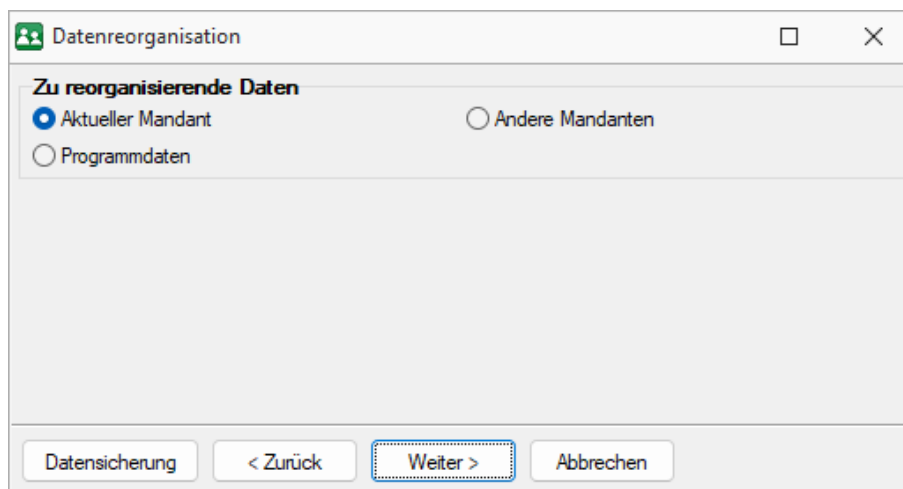 Datenreorganisation
Zu reorganisierende Daten
Aktueller Mandant Andere Mandanten
Programmdaten
Datensicherung < Zurück Weiter > Abbrechen